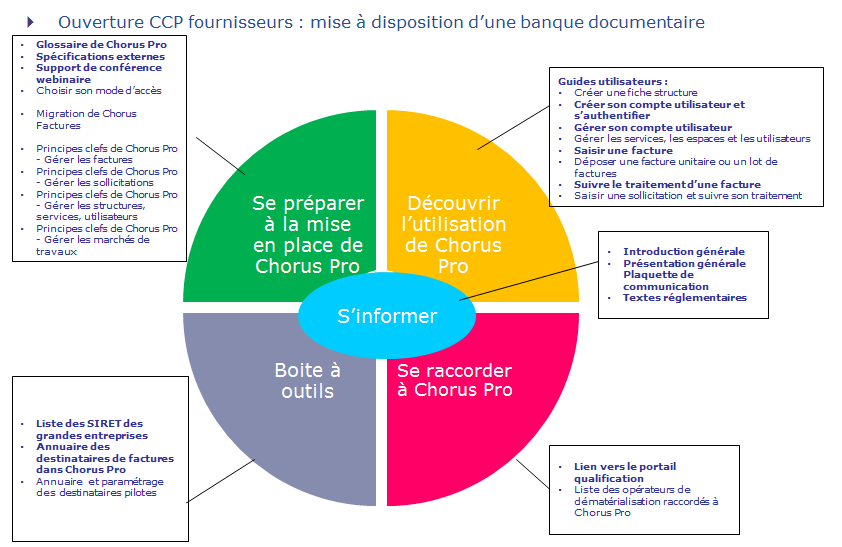 Ouverture CCP fournisseurs : mise à disposition d’une banque documentaire
• Glossaire de Chorus Pro
• Spécifications externes
• Support de conférence
webinaire
• Choisir son mode d’accès
• Migration de Chorus
Factures
• Principes clefs de Chorus Pro
- Gérer les factures
• Principes clefs de Chorus Pro
- Gérer les sollicitations
• Principes clefs de Chorus Pro
- Gérer les structures,
services, utilisateurs
• Principes clefs de Chorus Pro
- Gérer les marchés de
travaux
Guides utilisateurs :
• Créer une fiche structure
• Créer son compte utilisateur et
s’authentifier
• Gérer son compte utilisateur
• Gérer les services, les espaces et les utilisateurs
• Saisir une facture
• Déposer une facture unitaire ou un lot de
factures
• Suivre le traitement d’une facture
• Saisir une sollicitation et suivre son traitement
Se préparer
à la mise
en place de
Chorus Pro
Découvrir
l’utilisation
de Chorus
Pro
• Introduction générale
• Présentation générale
Plaquette de
communication
• Textes réglementaires
S’informer
Boite à
outils
Se raccorder
à Chorus Pro
• Liste des SIRET des
grandes entreprises
• Annuaire des
destinataires de factures
dans Chorus Pro
• Annuaire et paramétrage
des destinataires pilotes
• Lien vers le portail
qualification
• Liste des opérateurs de
dématérialisation raccordés à
Chorus Pro